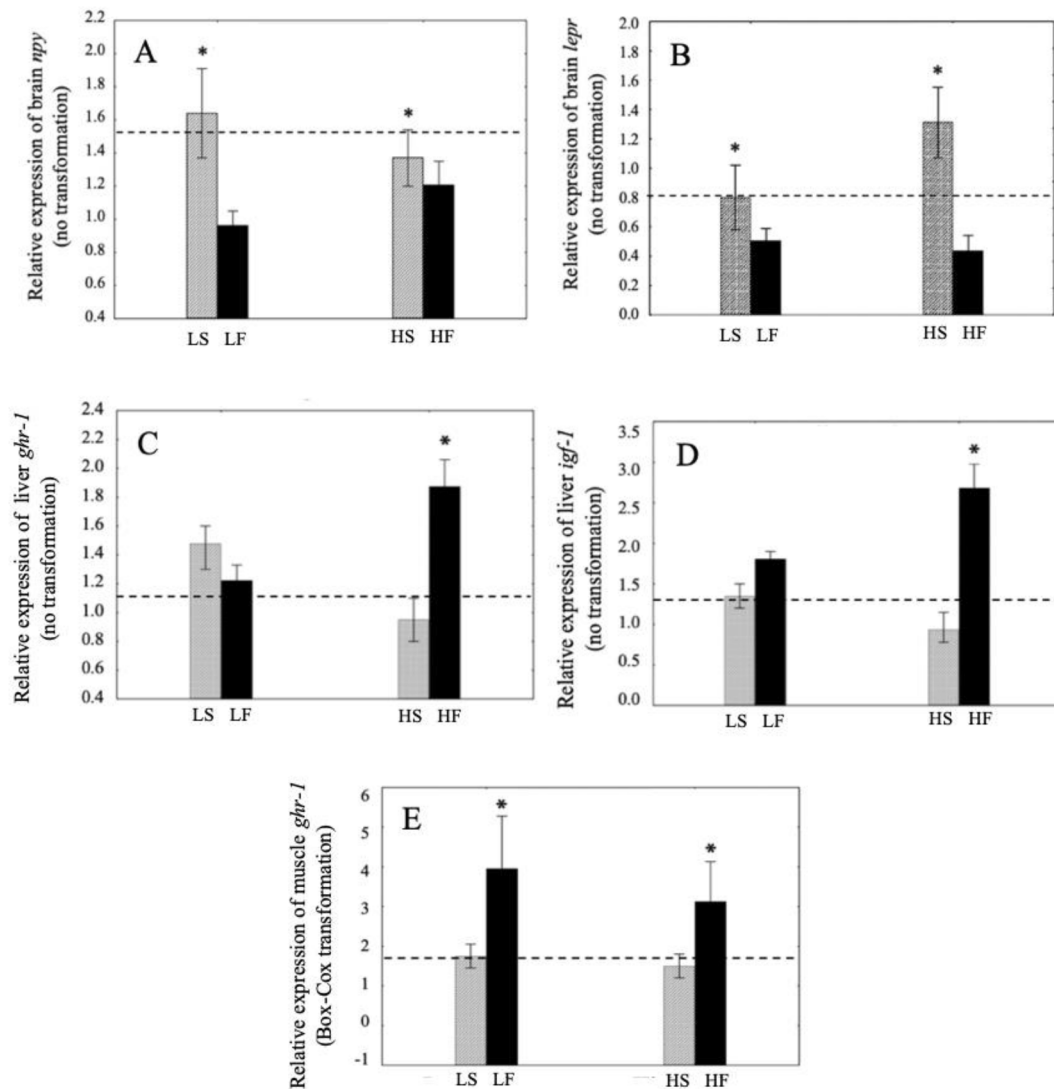 Relative expression of brain npy
(no transformation)
2.2
2.0
1.8
1.6
1.4
1.2
1.0
0.8
0.6
0.4
A
*
*
LS LF
HS HF
Relative expression of brain lepr
(no transformation)
2.0
1.8
1.6
1.4
1.2
1.0
0.8
0.6
0.4
0.2
0.0
B
*
*
LS LF
HS HF
Relative expression of liver ghr-1
(no transformation)
2.4
2.2
2.0
1.8
1.6
1.4
1.2
1.0
0.8
0.6
0.4
C
*
LS LF
HS HF
Relative expression of liver igf-1
(no transformation)
3.5
3.0
2.5
2.0
1.5
1.0
0.5
0.0
D
*
LS LF
HS HF
Relative expression of muscle ghr-1
(Box-Cox transformation)
6
5
4
3
2
1
0
-1
E
*
*
LS LF
HS HF